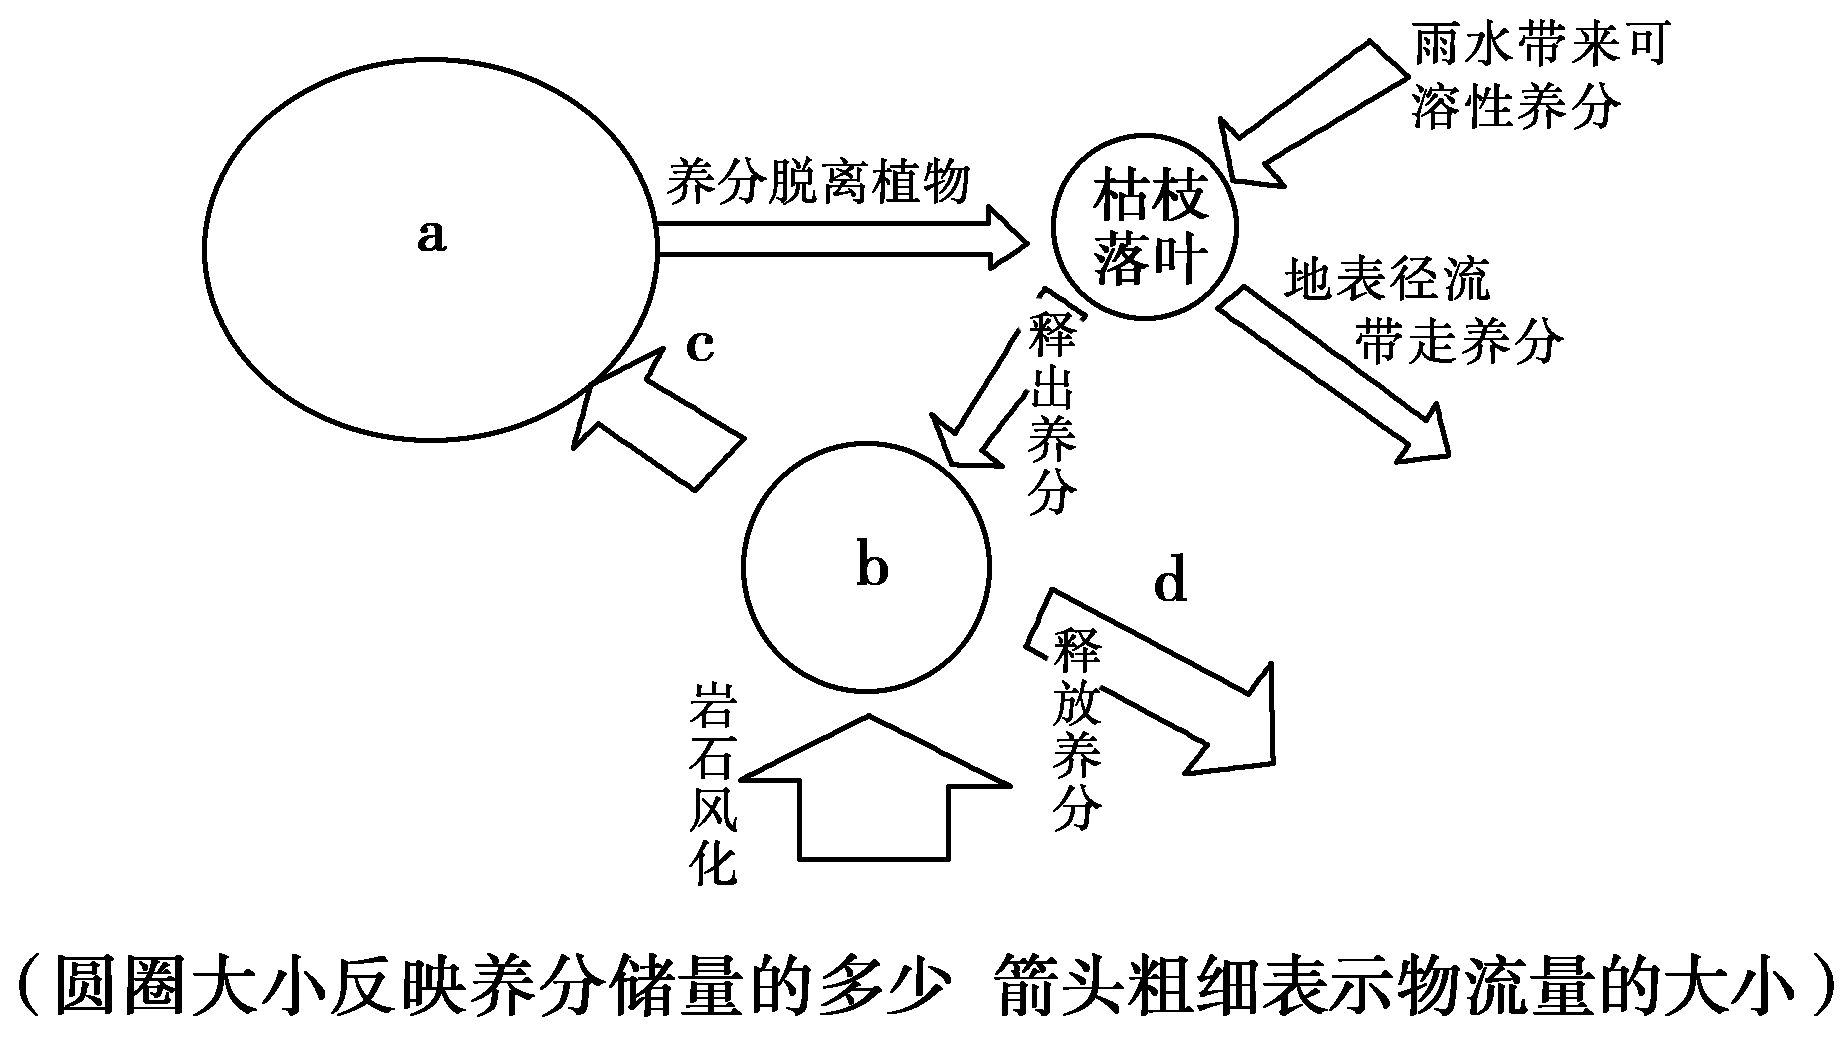 雨水带来可
溶性养分
a
养分脱离植物
枯枝
落叶
地表径流
带走养分
c
释出养分
b
d
释放养分
岩石风化
（圆圈大小反映养分储量的多少 箭头粗细表示物流量的大小）